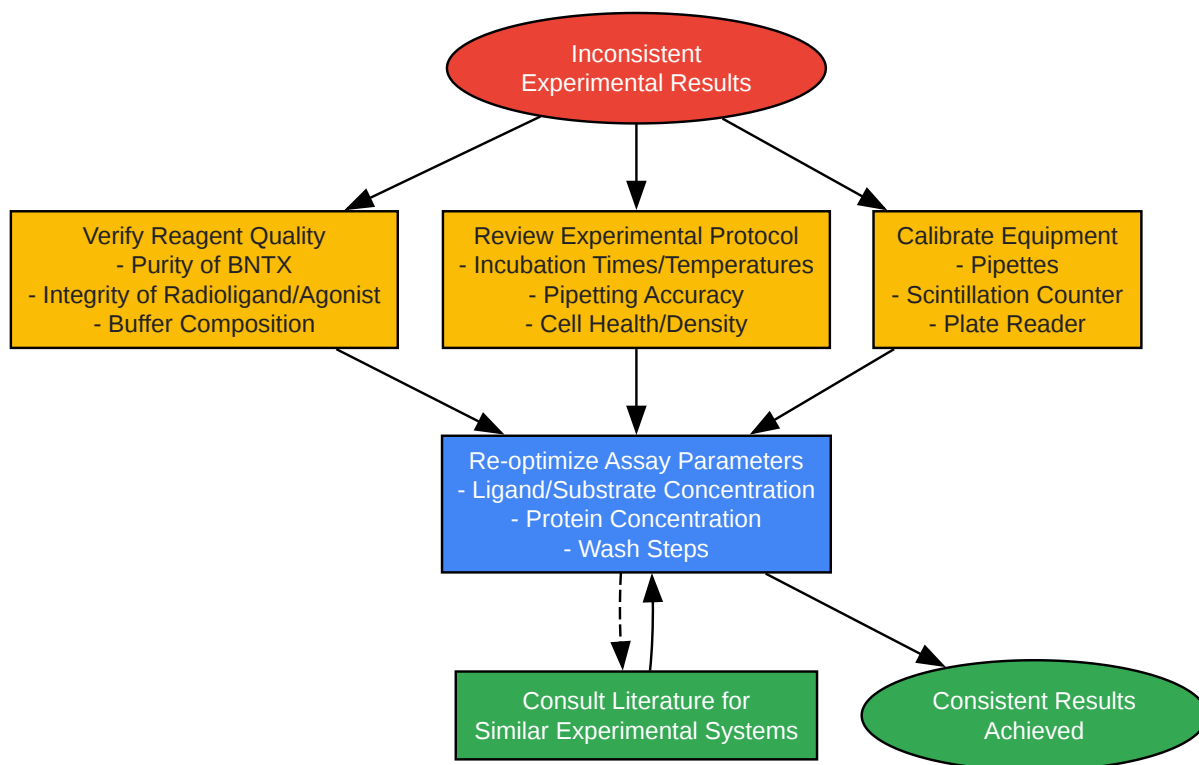 Inconsistent
Experimental Results
Verify Reagent Quality
- Purity of BNTX
- Integrity of Radioligand/Agonist
- Buffer Composition
Review Experimental Protocol
- Incubation Times/Temperatures
- Pipetting Accuracy
- Cell Health/Density
Calibrate Equipment
- Pipettes
- Scintillation Counter
- Plate Reader
Re-optimize Assay Parameters
- Ligand/Substrate Concentration
- Protein Concentration
- Wash Steps
Consult Literature for
Similar Experimental Systems
Consistent Results
Achieved